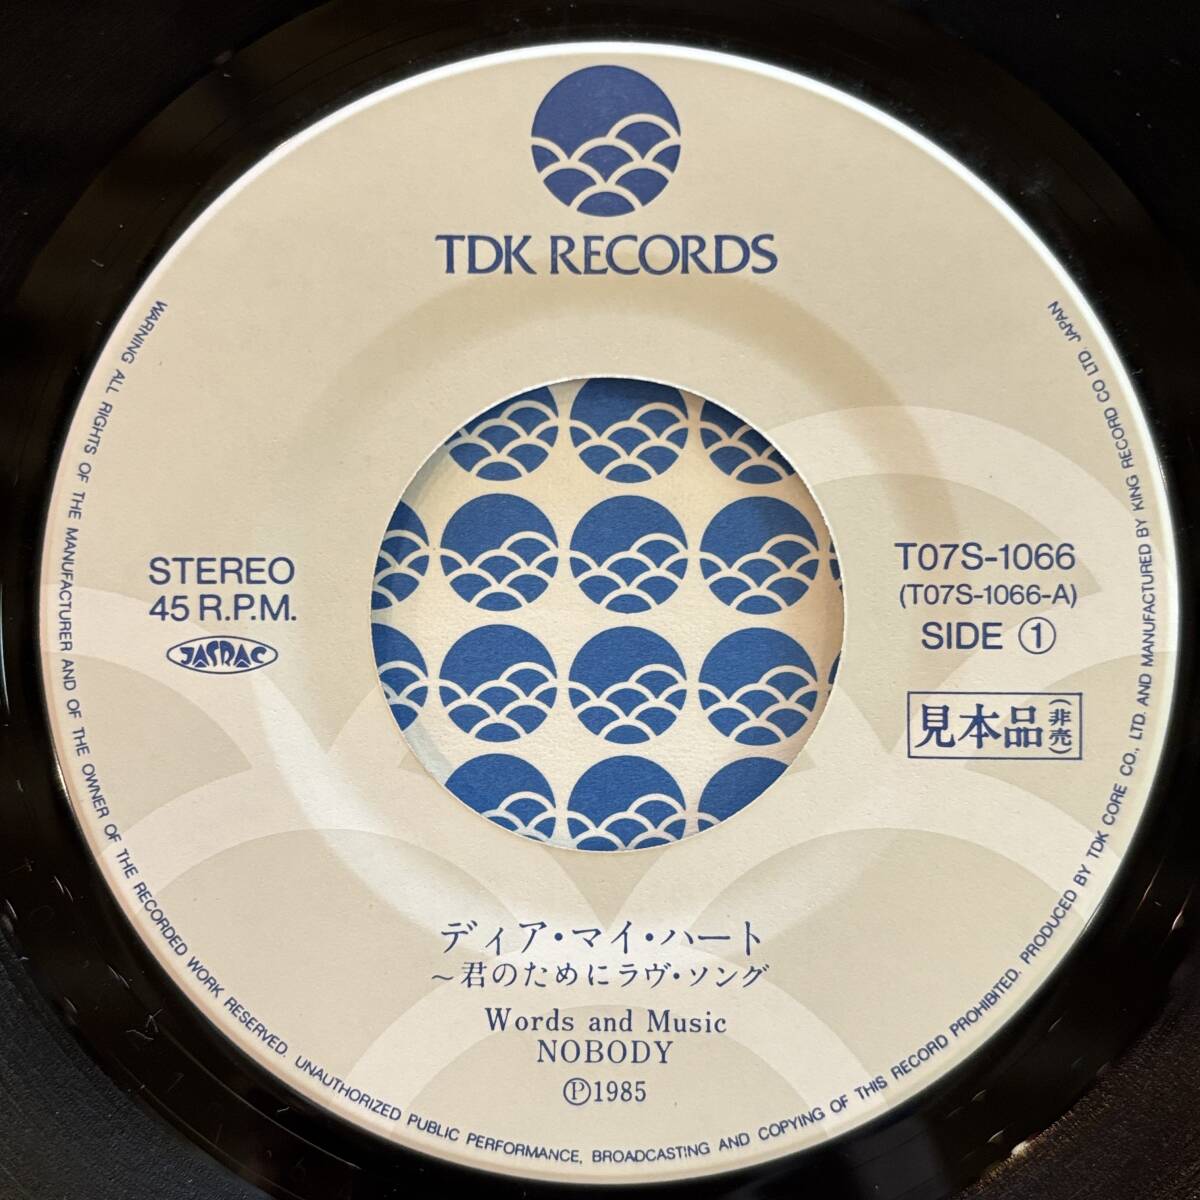 TDK RECORDS
STEREO
45 R.P.M.
JASRAC
T07S-1066
(T07S-1066-A)
SIDE ①
見本品(非売)
ディア・マイ・ハート
～君のためにラヴ・ソング
Words and Music
NOBODY
Ⓟ1985
WARNING ALL RIGHTS OF THE MANUFACTURER AND OF THE OWNER OF THE RECORDED WORK RESERVED. UNAUTHORIZED PUBLIC PERFORMANCE, BROADCASTING AND COPYING OF THIS RECORD PROHIBITED. PRODUCED BY TDK CORE CO., LTD. AND MANUFACTURED BY KING RECORD CO LTD. JAPAN